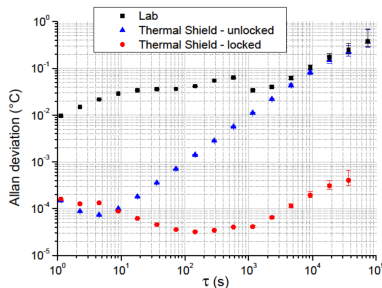 Lab
Thermal Shield - unlocked
Thermal Shield - locked
Allan deviation (°C)
10⁰
10⁻¹
10⁻²
10⁻³
10⁻⁴
10⁻⁵
10⁰ 10¹ 10² 10³ 10⁴ 10⁵
τ (s)